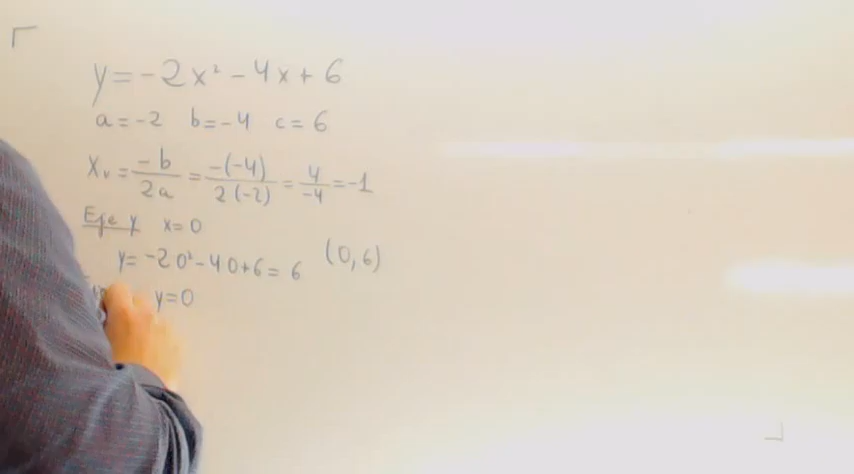 y = -2x² - 4x + 6
a = -2 b = -4 c = 6
Xᵥ = -b/2a = -(-4)/2(-2) = 4/-4 = -1
Eje y x = 0
y = -2 0² - 4 0 + 6 = 6 (0,6)
y = 0